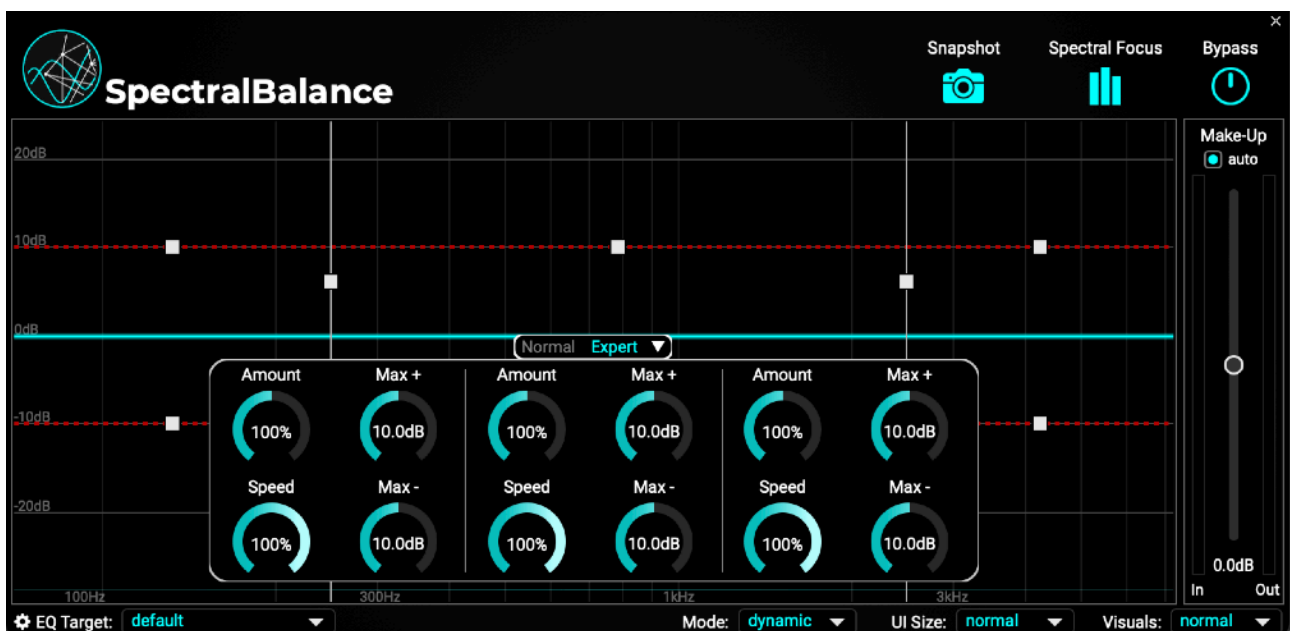 ×
Snapshot Spectral Focus Bypass
SpectralBalance
Make-Up
auto
20dB
10dB
0dB
Normal Expert
Amount Max + Amount Max + Amount Max +
-10dB
100% 10.0dB 100% 10.0dB 100% 10.0dB
Speed Max - Speed Max - Speed Max -
-20dB
100% 10.0dB 100% 10.0dB 100% 10.0dB
0.0dB
In Out
100Hz 300Hz 1kHz 3kHz
EQ Target: default Mode: dynamic UI Size: normal Visuals: normal